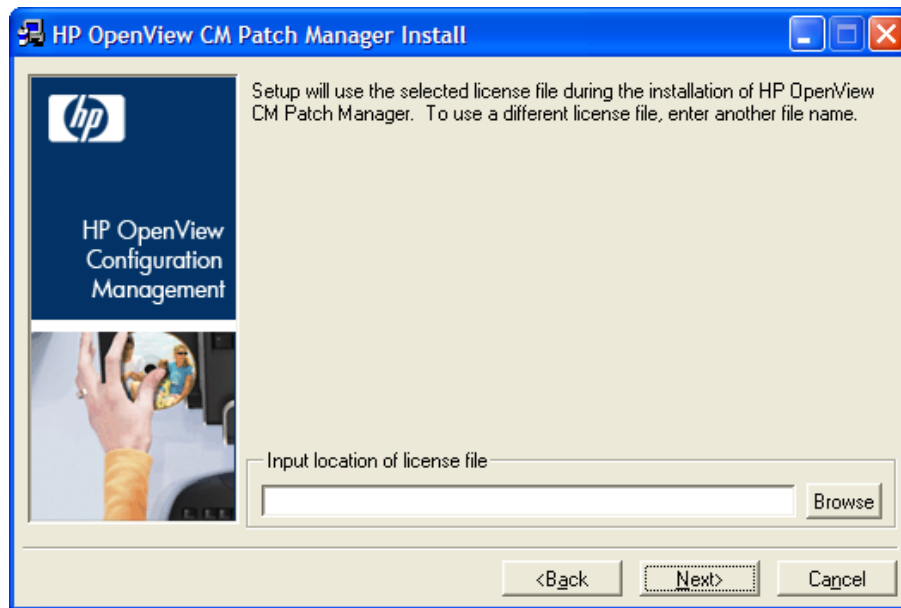 HP OpenView CM Patch Manager Install
hp
HP OpenView
Configuration
Management
Setup will use the selected license file during the installation of HP OpenView
CM Patch Manager.  To use a different license file, enter another file name.
Input location of license file
Browse
<Back
Next>
Cancel